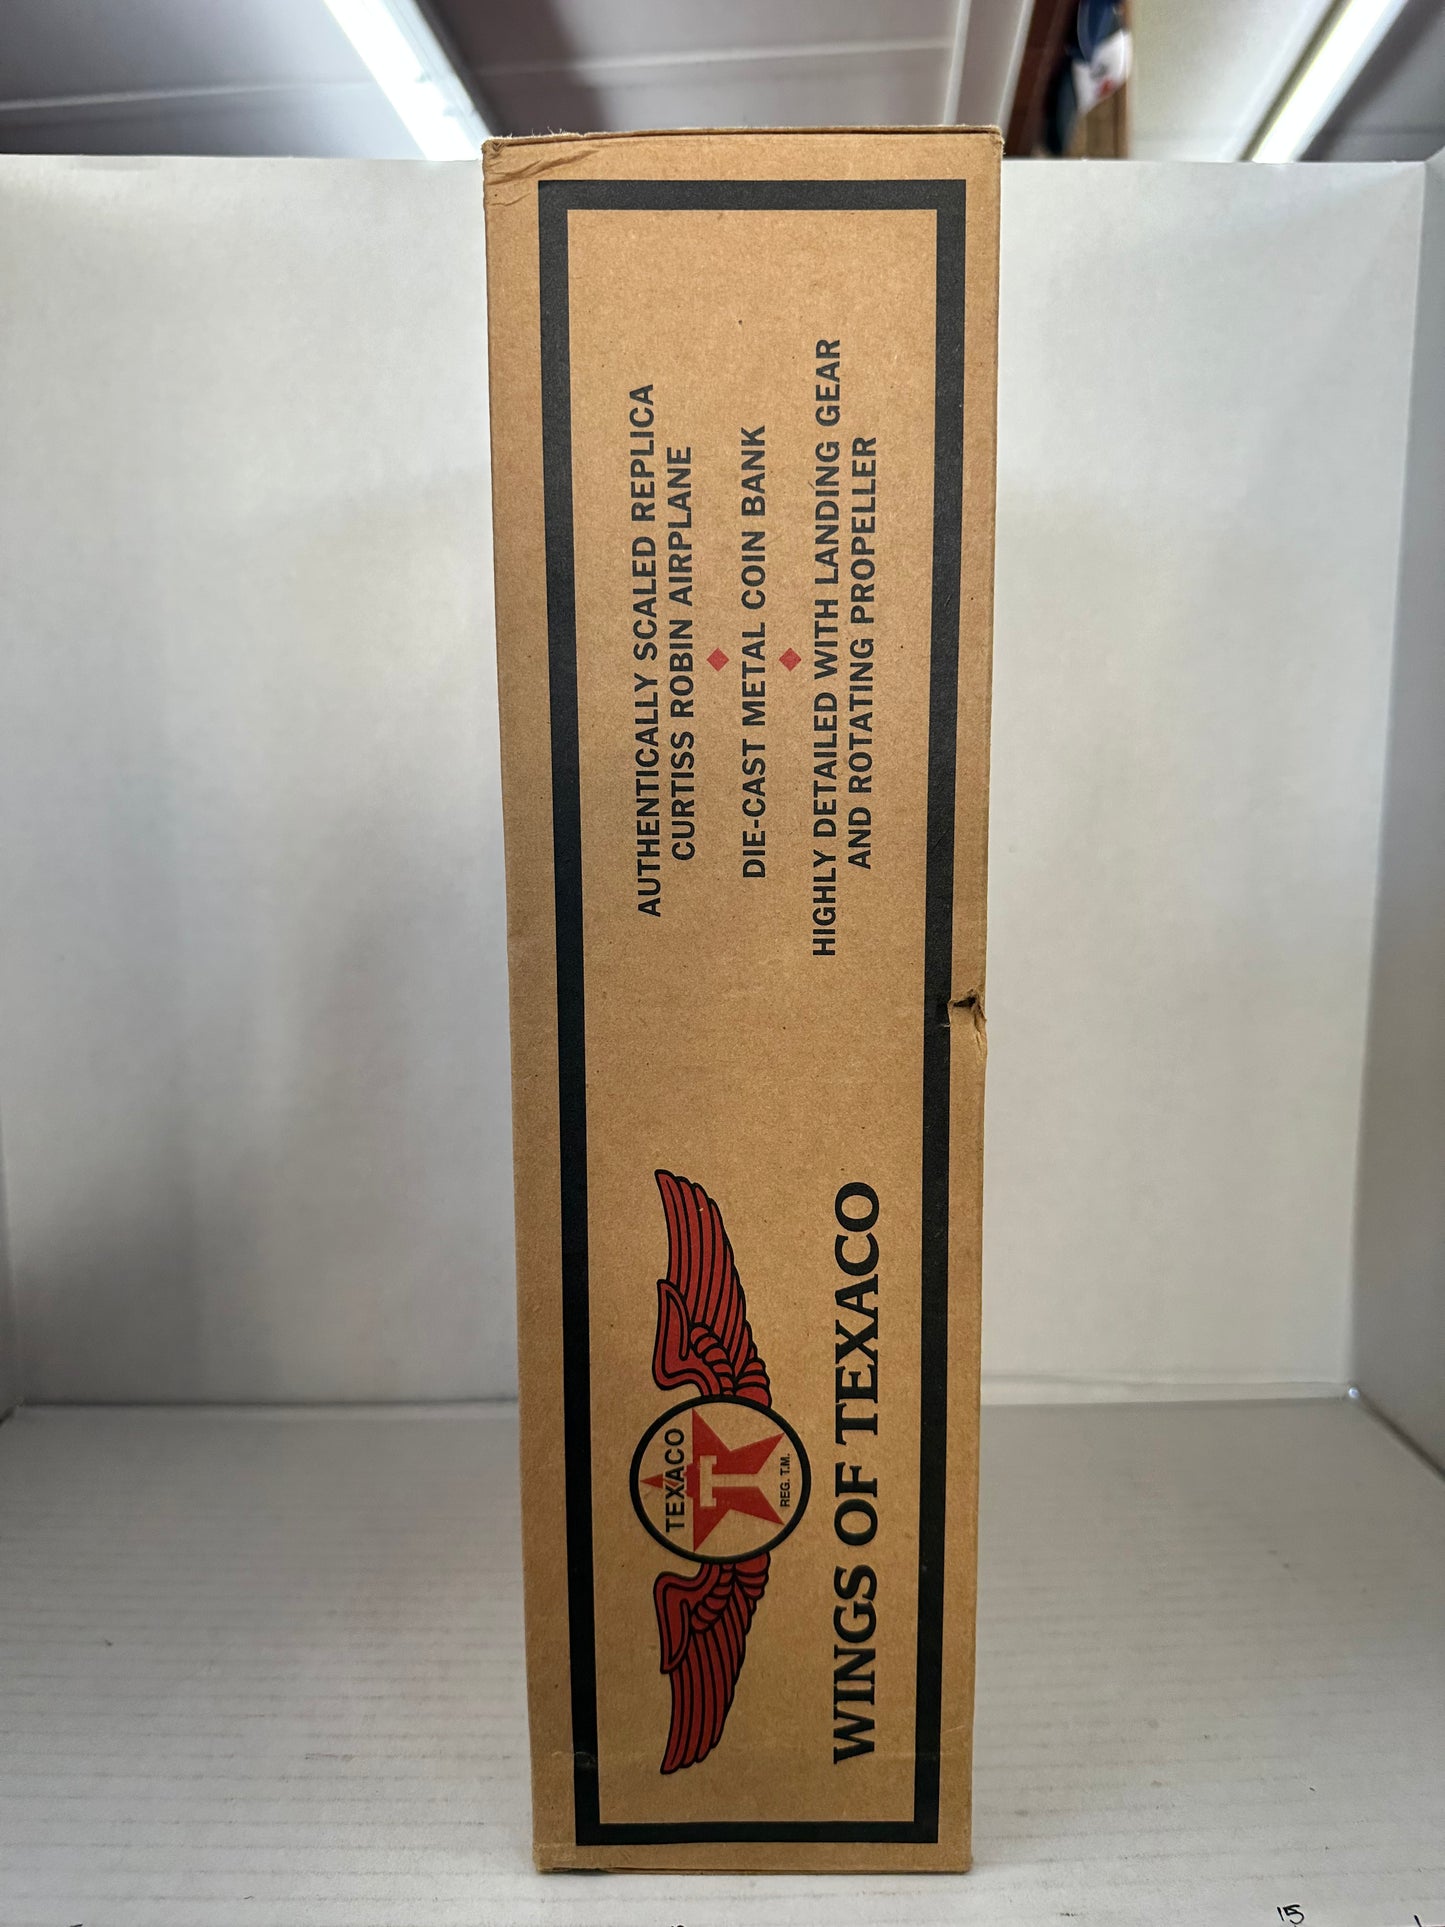 TEXACO
T
REG. T.M.
WINGS OF TEXACO
AUTHENTICALLY SCALED REPLICA
CURTISS ROBIN AIRPLANE
DIE-CAST METAL COIN BANK
HIGHLY DETAILED WITH LANDING GEAR
AND ROTATING PROPELLER
15